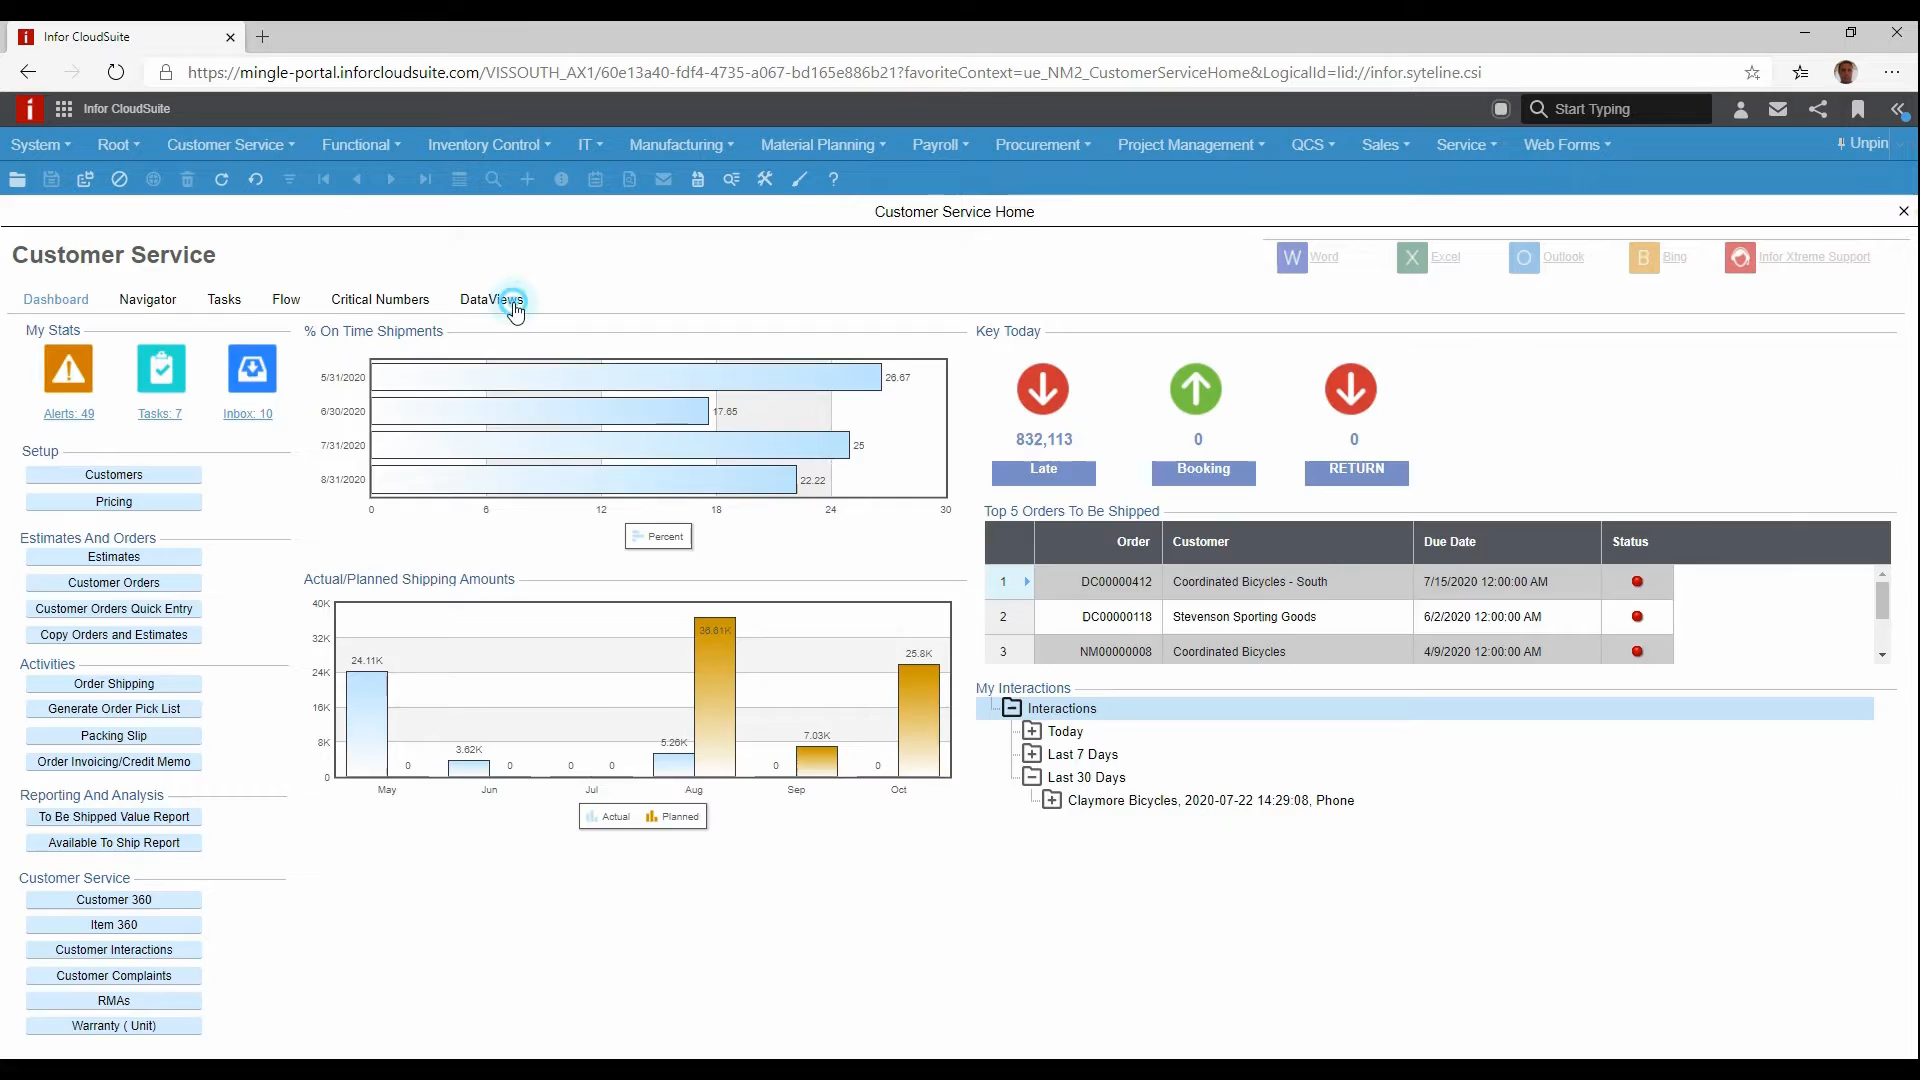 Infor CloudSuite
https://mingle-portal.inforcloudsuite.com/VISSOUTH_AX1/60e13a40-fdf4-4735-a067-bd165e886b21?favoriteContext=ue_NM2_CustomerServiceHome&LogicalId=lid://infor.syteline.csi
Infor CloudSuite
Start Typing
System Root Customer Service Functional Inventory Control IT Manufacturing Material Planning Payroll Procurement Project Management QCS Sales Service Web Forms Unpin
Customer Service Home
Customer Service
W Word X Excel O Outlook B Bing Infor Xtreme Support
Dashboard Navigator Tasks Flow Critical Numbers DataViews
My Stats
Alerts: 49 Tasks: 7 Inbox: 10
Setup
Customers
Pricing
Estimates And Orders
Estimates
Customer Orders
Customer Orders Quick Entry
Copy Orders and Estimates
Activities
Order Shipping
Generate Order Pick List
Packing Slip
Order Invoicing/Credit Memo
Reporting And Analysis
To Be Shipped Value Report
Available To Ship Report
Customer Service
Customer 360
Item 360
Customer Interactions
Customer Complaints
RMAs
Warranty ( Unit)
% On Time Shipments
5/31/2020 26.67
6/30/2020 17.65
7/31/2020 25
8/31/2020 22.22
0 6 12 18 24 30
Percent
Actual/Planned Shipping Amounts
40K
32K
24K
16K
8K
0
24.11K 0 3.62K 0 0 0 5.26K 36.61K 0 7.03K 0 25.8K
May Jun Jul Aug Sep Oct
Actual Planned
Key Today
832,113 0 0
Late Booking RETURN
Top 5 Orders To Be Shipped
Order Customer Due Date Status
1 DC00000412 Coordinated Bicycles - South 7/15/2020 12:00:00 AM
2 DC00000118 Stevenson Sporting Goods 6/2/2020 12:00:00 AM
3 NM00000008 Coordinated Bicycles 4/9/2020 12:00:00 AM
My Interactions
Interactions
Today
Last 7 Days
Last 30 Days
Claymore Bicycles, 2020-07-22 14:29:08, Phone